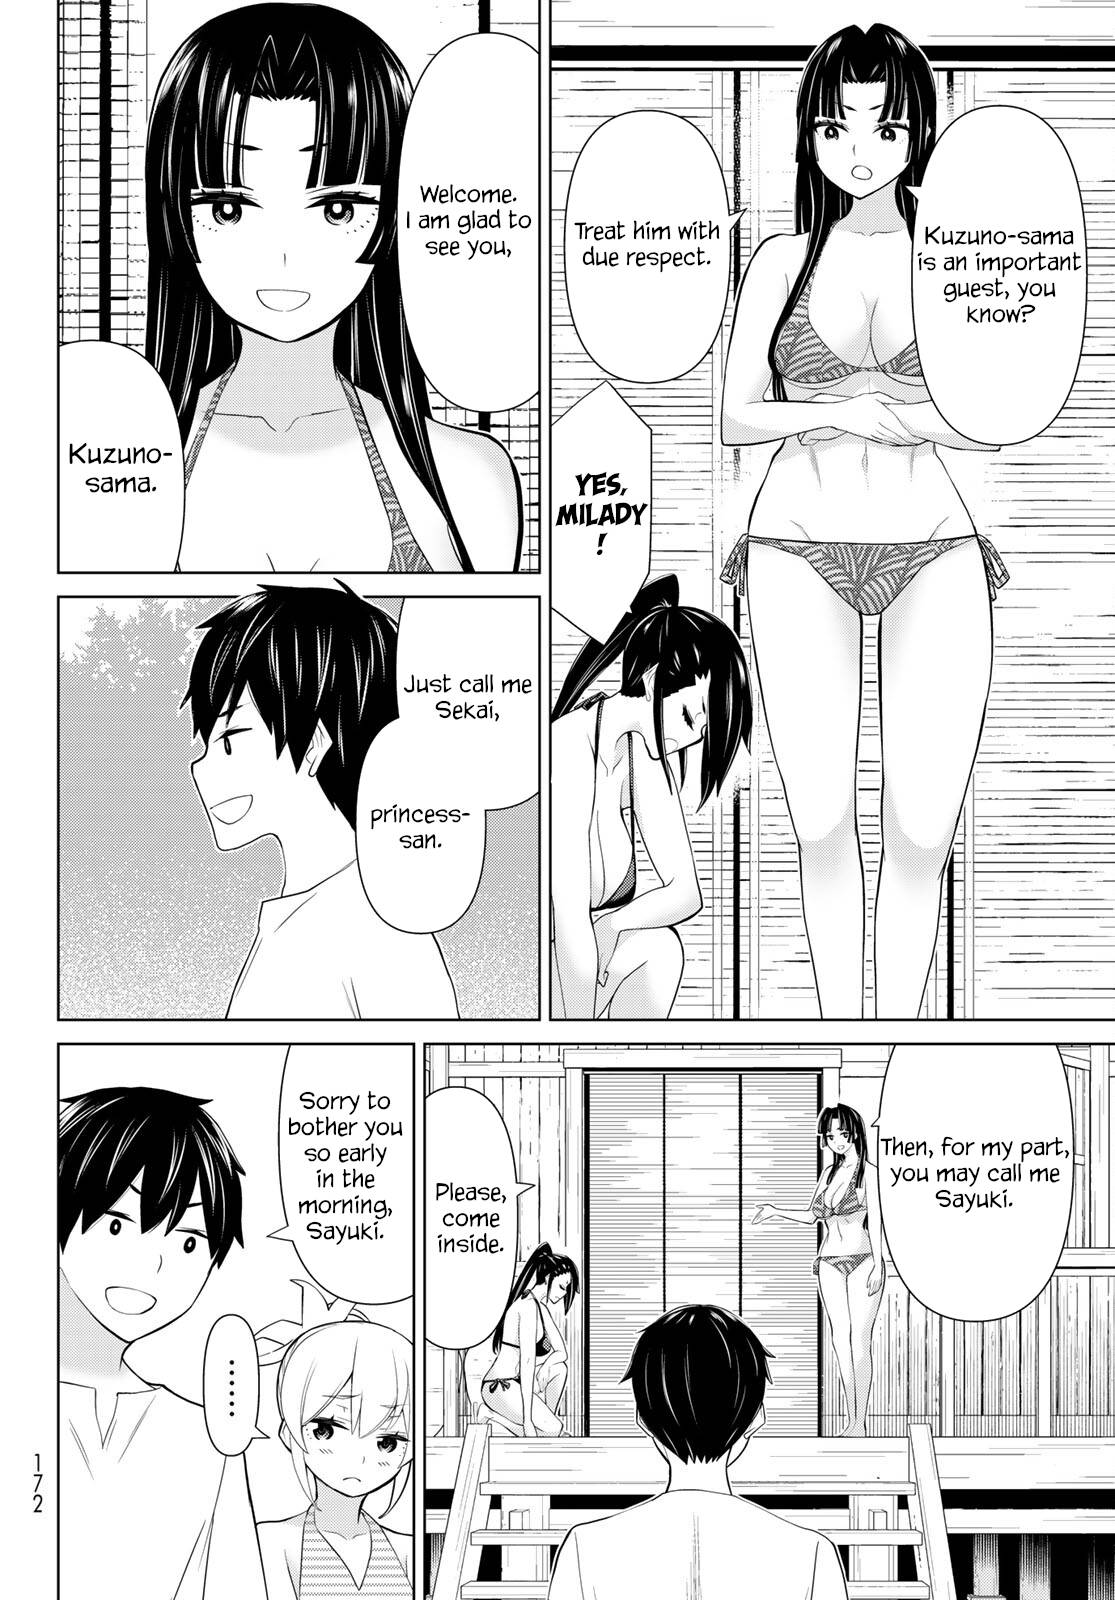 Kuzuno-sama
is an important
guest, you
know?
Treat him with
due respect.
YES,
MILADY
!
Welcome.
I am glad to
see you,
Kuzuno-
sama.
Just call me
Sekai,
princess-
san.
Then, for my part,
you may call me
Sayuki.
Please,
come
inside.
Sorry to
bother you
so early
in the
morning,
Sayuki.
......
172